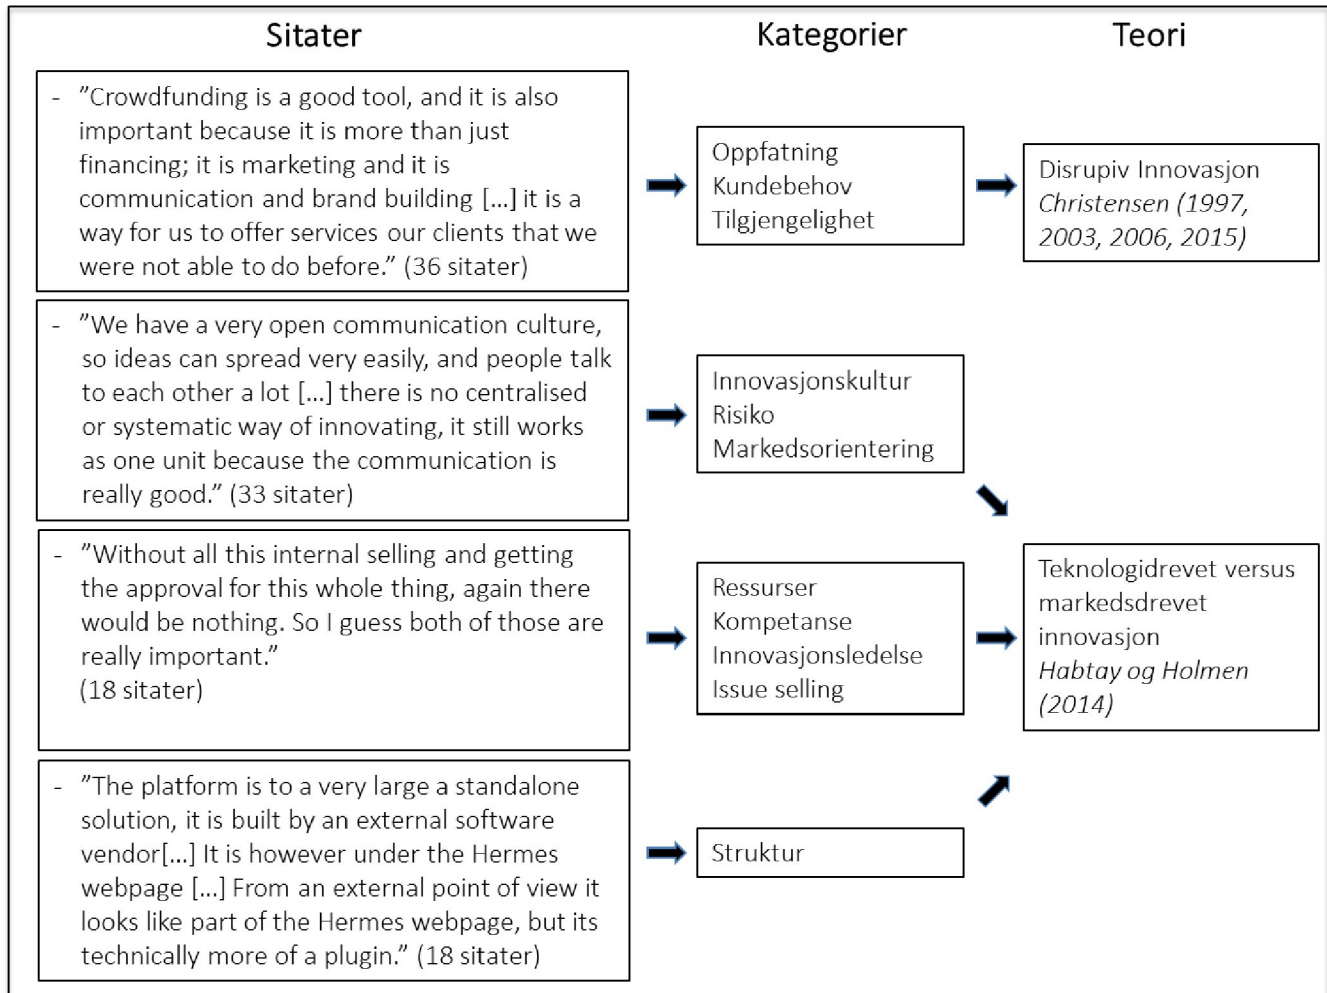 Sitater
Kategorier
Teori
- ”Crowdfunding is a good tool, and it is also
important because it is more than just
financing; it is marketing and it is
communication and brand building [...] it is a
way for us to offer services our clients that we
were not able to do before.” (36 sitater)
Oppfatning
Kundebehov
Tilgjengelighet
Disrupiv Innovasjon
Christensen (1997,
2003, 2006, 2015)
- ”We have a very open communication culture,
so ideas can spread very easily, and people talk
to each other a lot [...] there is no centralised
or systematic way of innovating, it still works
as one unit because the communication is
really good.” (33 sitater)
Innovasjonskultur
Risiko
Markedsorientering
- ”Without all this internal selling and getting
the approval for this whole thing, again there
would be nothing. So I guess both of those are
really important.”
(18 sitater)
Ressurser
Kompetanse
Innovasjonsledelse
Issue selling
Teknologidrevet versus
markedsdrevet
innovasjon
Habtay og Holmen
(2014)
- ”The platform is to a very large a standalone
solution, it is built by an external software
vendor[...] It is however under the Hermes
webpage [...] From an external point of view it
looks like part of the Hermes webpage, but its
technically more of a plugin.” (18 sitater)
Struktur